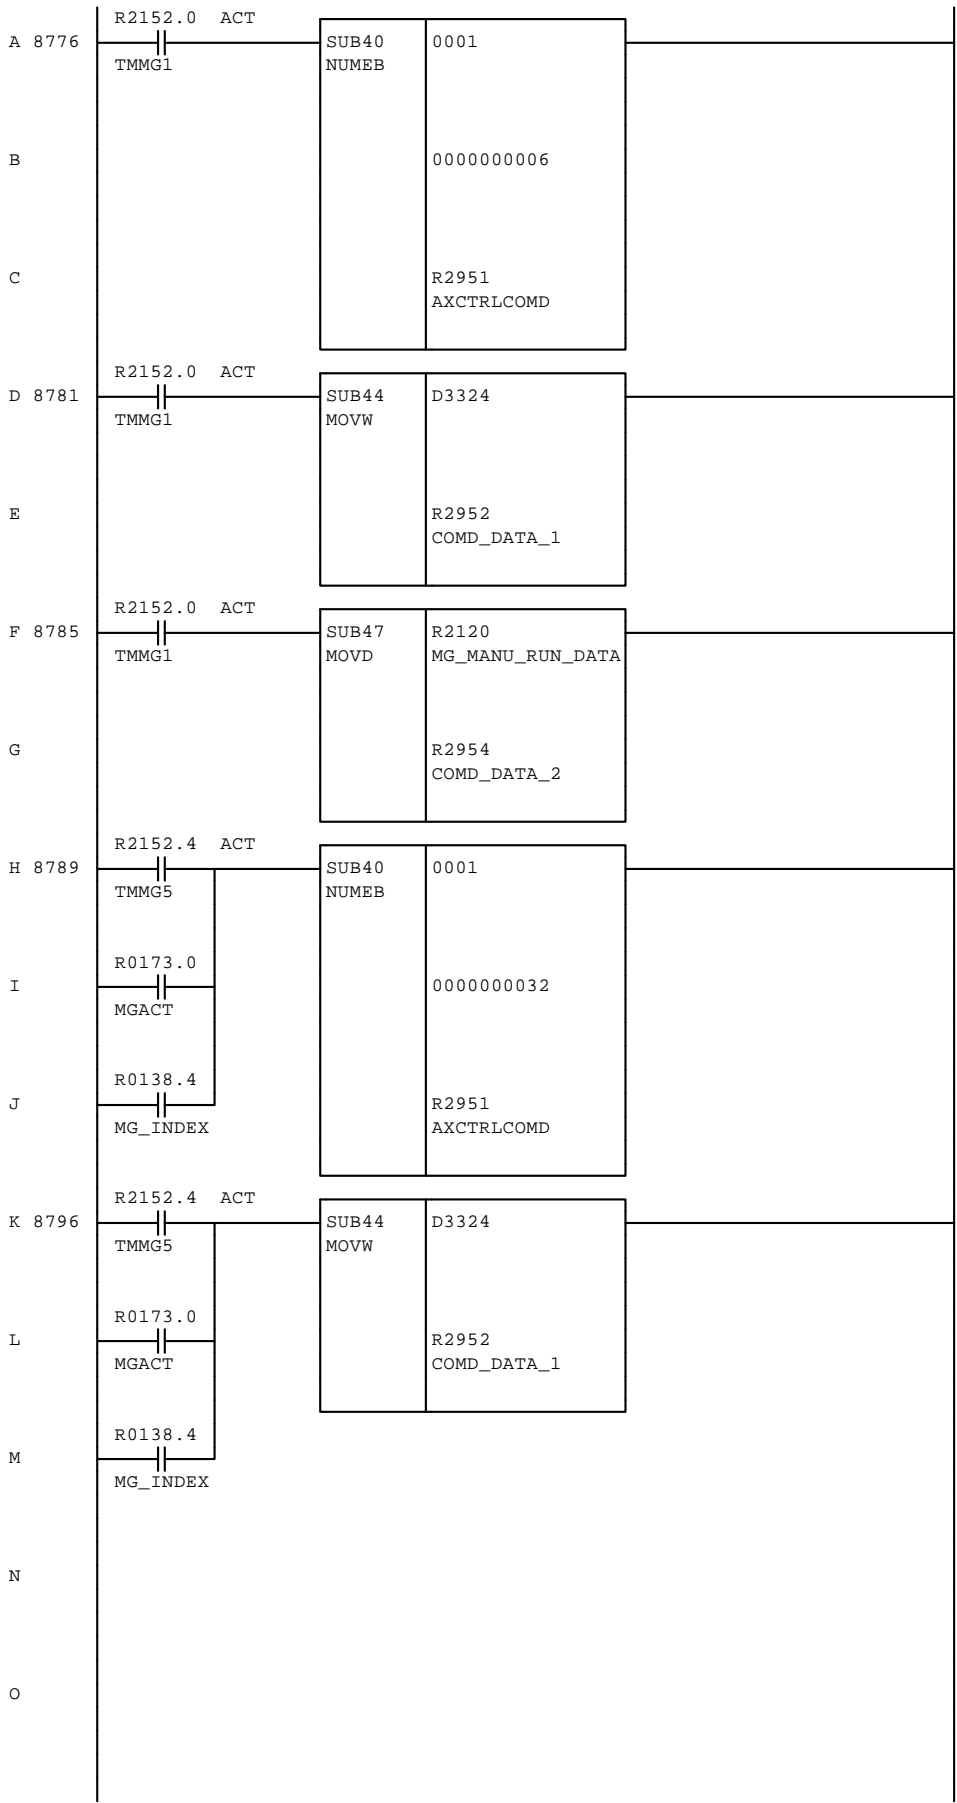 R2152.0 ACT
A 8776 SUB40 0001
TMMG1 NUMEB
B 0000000006
C R2951
AXCTRLCOMD
R2152.0 ACT
D 8781 SUB44 D3324
TMMG1 MOVW
E R2952
COMD_DATA_1
R2152.0 ACT
F 8785 SUB47 R2120
TMMG1 MOVD MG_MANU_RUN_DATA
G R2954
COMD_DATA_2
R2152.4 ACT
H 8789 SUB40 0001
TMMG5 NUMEB
R0173.0
I 0000000032
MGACT
R0138.4
J R2951
MG_INDEX AXCTRLCOMD
R2152.4 ACT
K 8796 SUB44 D3324
TMMG5 MOVW
R0173.0
L R2952
MGACT COMD_DATA_1
R0138.4
M
MG_INDEX
N
O